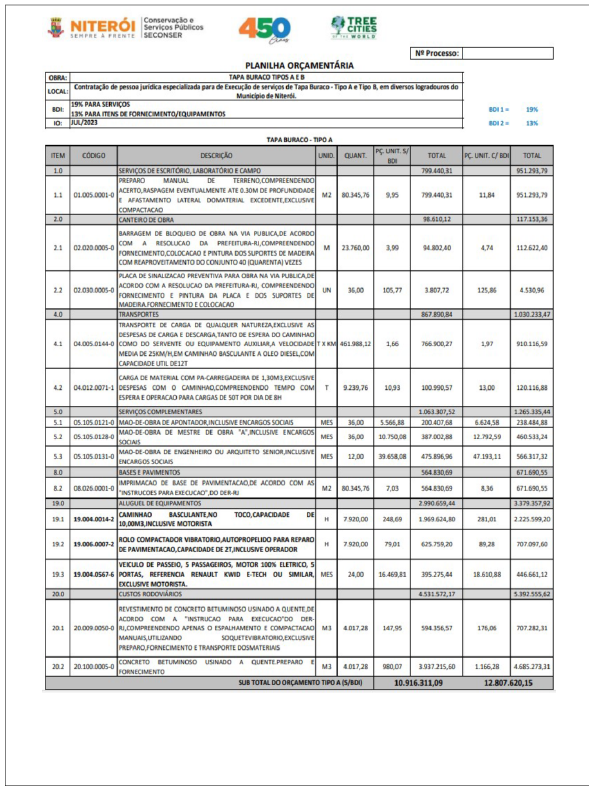 NITERÓI
SEMPRE À FRENTE
Conservação e
Serviços Públicos
SECONSER
450
Anos
TREE
CITIES
OF THE WORLD
Nº Processo:
PLANILHA ORÇAMENTÁRIA
OBRA: TAPA BURACO TIPOS A E B
LOCAL: Contratação de pessoa jurídica especializada para de Execução de serviços de Tapa Buraco - Tipo A e Tipo B, em diversos logradouros do
Município de Niterói.
BDI: 19% PARA SERVIÇOS
13% PARA ITENS DE FORNECIMENTO/EQUIPAMENTOS
IO: JUL/2023
BDI 1 = 19%
BDI 2 = 13%
TAPA BURACO - TIPO A
ITEM CÓDIGO DESCRIÇÃO UNID. QUANT. PÇ. UNIT. S/ BDI TOTAL PÇ. UNIT. C/ BDI TOTAL
1.0 SERVIÇOS DE ESCRITÓRIO, LABORATÓRIO E CAMPO 799.440,31 951.293,79
PREPARO MANUAL DE TERRENO,COMPREENDENDO
ACERTO,RASPAGEM EVENTUALMENTE ATE 0.30M DE PROFUNDIDADE
1.1 01.005.0001-0 E AFASTAMENTO LATERAL DOMATERIAL EXCEDENTE,EXCLUSIVE M2 80.345,76 9,95 799.440,31 11,84 951.293,79
COMPACTACAO
2.0 CANTEIRO DE OBRA 98.610,12 117.153,36
BARRAGEM DE BLOQUEIO DE OBRA NA VIA PUBLICA,DE ACORDO
COM A RESOLUCAO DA PREFEITURA-RJ,COMPREENDENDO
2.1 02.020.0005-0 FORNECIMENTO,COLOCACAO E PINTURA DOS SUPORTES DE MADEIRA M 23.760,00 3,99 94.802,40 4,74 112.622,40
COM REAPROVEITAMENTO DO CONJUNTO 40 (QUARENTA) VEZES
PLACA DE SINALIZACAO PREVENTIVA PARA OBRA NA VIA PUBLICA,DE
ACORDO COM A RESOLUCAO DA PREFEITURA-RJ, COMPREENDENDO
2.2 02.030.0005-0 FORNECIMENTO E PINTURA DA PLACA E DOS SUPORTES DE UN 36,00 105,77 3.807,72 125,86 4.530,96
MADEIRA.FORNECIMENTO E COLOCACAO
4.0 TRANSPORTES 867.890,84 1.030.233,47
TRANSPORTE DE CARGA DE QUALQUER NATUREZA,EXCLUSIVE AS
DESPESAS DE CARGA E DESCARGA,TANTO DE ESPERA DO CAMINHAO
4.1 04.005.0144-0 COMO DO SERVENTE OU EQUIPAMENTO AUXILIAR,A VELOCIDADE T X KM 461.988,12 1,66 766.900,27 1,97 910.116,59
MEDIA DE 25KM/H,EM CAMINHAO BASCULANTE A OLEO DIESEL,COM
CAPACIDADE UTIL DE12T
CARGA DE MATERIAL COM PA-CARREGADEIRA DE 1,30M3,EXCLUSIVE
4.2 04.012.0071-1 DESPESAS COM O CAMINHAO,COMPREENDENDO TEMPO COM T 9.239,76 10,93 100.990,57 13,00 120.116,88
ESPERA E OPERACAO PARA CARGAS DE 50T POR DIA DE 8H
5.0 SERVIÇOS COMPLEMENTARES 1.063.307,52 1.265.335,44
5.1 05.105.0121-0 MAO-DE-OBRA DE APONTADOR,INCLUSIVE ENCARGOS SOCIAIS MES 36,00 5.566,88 200.407,68 6.624,58 238.484,88
5.2 05.105.0128-0 MAO-DE-OBRA DE MESTRE DE OBRA "A",INCLUSIVE ENCARGOS MES 36,00 10.750,08 387.002,88 12.792,59 460.533,24
SOCIAIS
5.3 05.105.0131-0 MAO-DE-OBRA DE ENGENHEIRO OU ARQUITETO SENIOR,INCLUSIVE MES 12,00 39.658,08 475.896,96 47.193,11 566.317,32
ENCARGOS SOCIAIS
8.0 BASES E PAVIMENTOS 564.830,69 671.690,55
8.2 08.026.0001-0 IMPRIMACAO DE BASE DE PAVIMENTACAO,DE ACORDO COM AS M2 80.345,76 7,03 564.830,69 8,36 671.690,55
"INSTRUCOES PARA EXECUCAO",DO DER-RJ
19.0 ALUGUEL DE EQUIPAMENTOS 2.990.659,44 3.379.357,92
19.1 19.004.0014-2 CAMINHAO BASCULANTE,NO TOCO,CAPACIDADE DE H 7.920,00 248,69 1.969.624,80 281,01 2.225.599,20
10,00M3,INCLUSIVE MOTORISTA
19.2 19.006.0007-2 ROLO COMPACTADOR VIBRATORIO,AUTOPROPELIDO PARA REPARO H 7.920,00 79,01 625.759,20 89,28 707.097,60
DE PAVIMENTACAO,CAPACIDADE DE 2T,INCLUSIVE OPERADOR
VEICULO DE PASSEIO, 5 PASSAGEIROS, MOTOR 100% ELETRICO, 5
19.3 19.004.0567-6 PORTAS, REFERENCIA RENAULT KWID E-TECH OU SIMILAR, MES 24,00 16.469,81 395.275,44 18.610,88 446.661,12
EXCLUSIVE MOTORISTA.
20.0 CUSTOS RODOVIÁRIOS 4.531.572,17 5.392.555,62
REVESTIMENTO DE CONCRETO BETUMINOSO USINADO A QUENTE,DE
ACORDO COM A "INSTRUCAO PARA EXECUCAO"DO DER-
20.1 20.009.0050-0 RJ,COMPREENDENDO APENAS O ESPALHAMENTO E COMPACTACAO M3 4.017,28 147,95 594.356,57 176,06 707.282,31
MANUAIS,UTILIZANDO SOQUETEVIBRATORIO,EXCLUSIVE
PREPARO,FORNECIMENTO E TRANSPORTE DOSMATERIAIS
20.2 20.100.0005-0 CONCRETO BETUMINOSO USINADO A QUENTE.PREPARO E M3 4.017,28 980,07 3.937.215,60 1.166,28 4.685.273,31
FORNECIMENTO
SUB TOTAL DO ORÇAMENTO TIPO A (S/BDI) 10.916.311,09 12.807.620,15